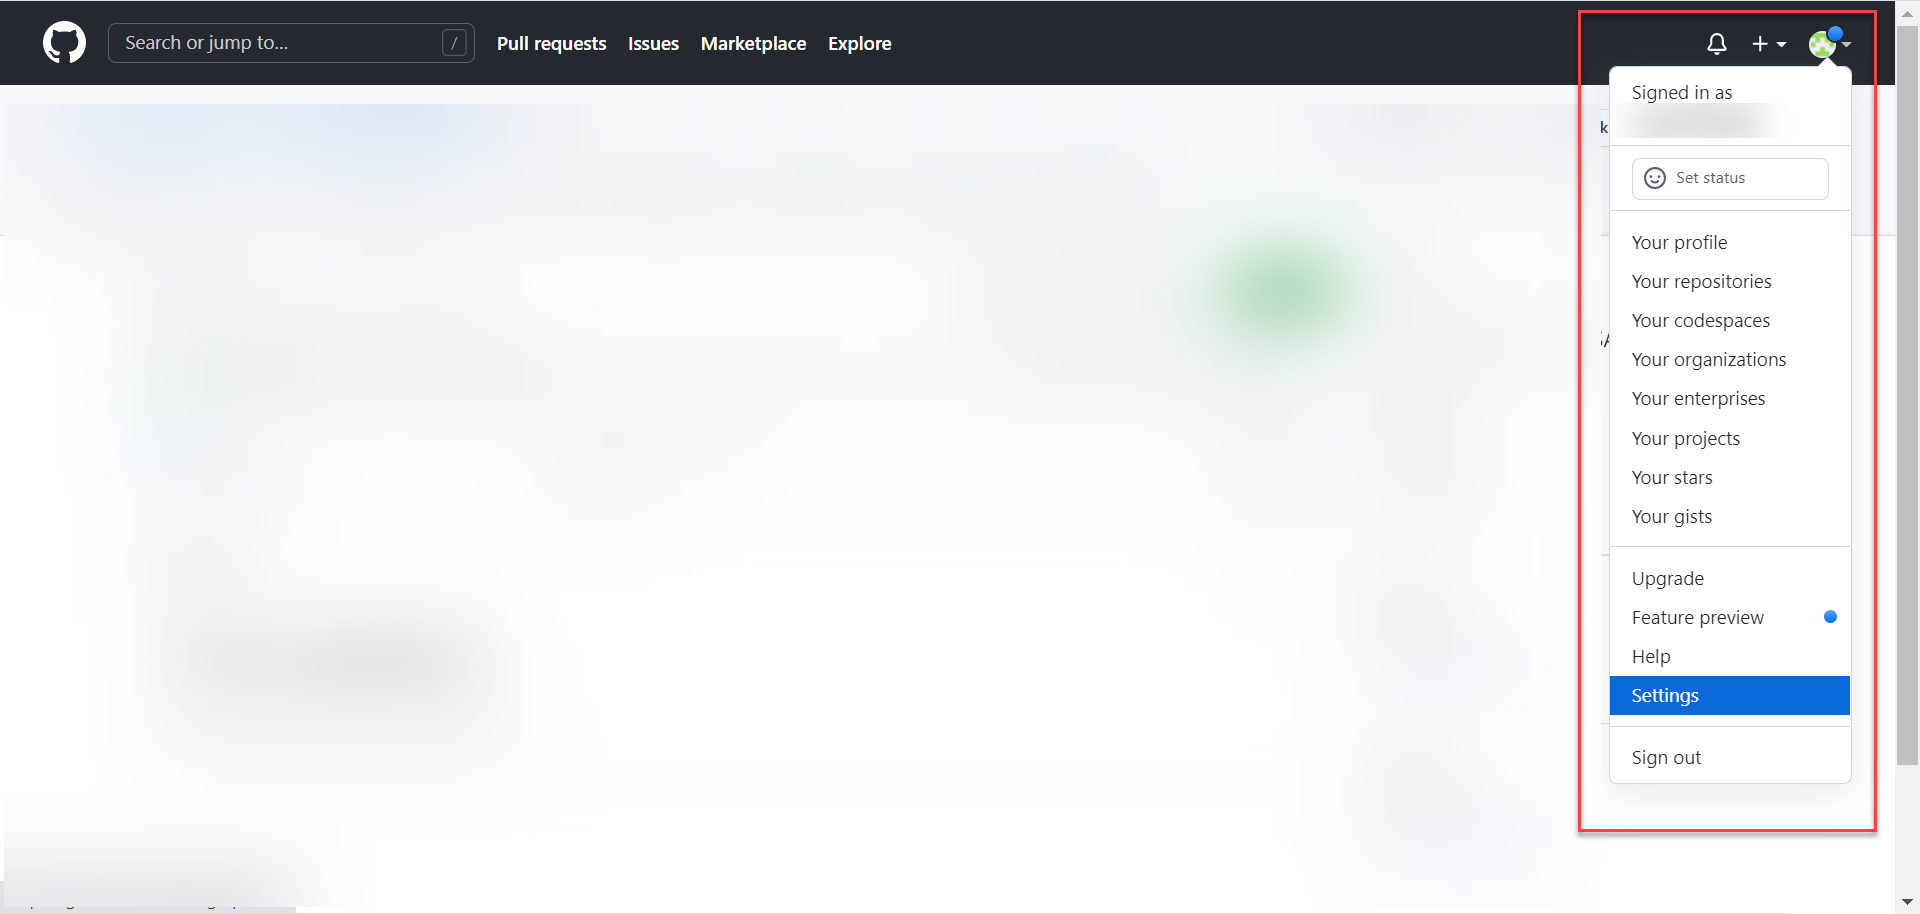 Search or jump to... /
Pull requests
Issues
Marketplace
Explore
Signed in as
Set status
Your profile
Your repositories
Your codespaces
Your organizations
Your enterprises
Your projects
Your stars
Your gists
Upgrade
Feature preview
Help
Settings
Sign out